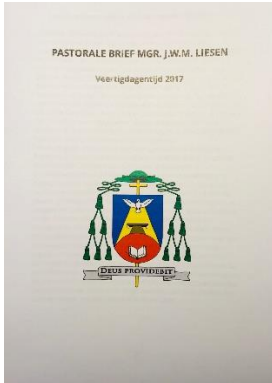 PASTORALE BRIEF MGR. J.W.M. LIESEN
Veertigdagentijd 2017
DEUS PROVIDEBIT